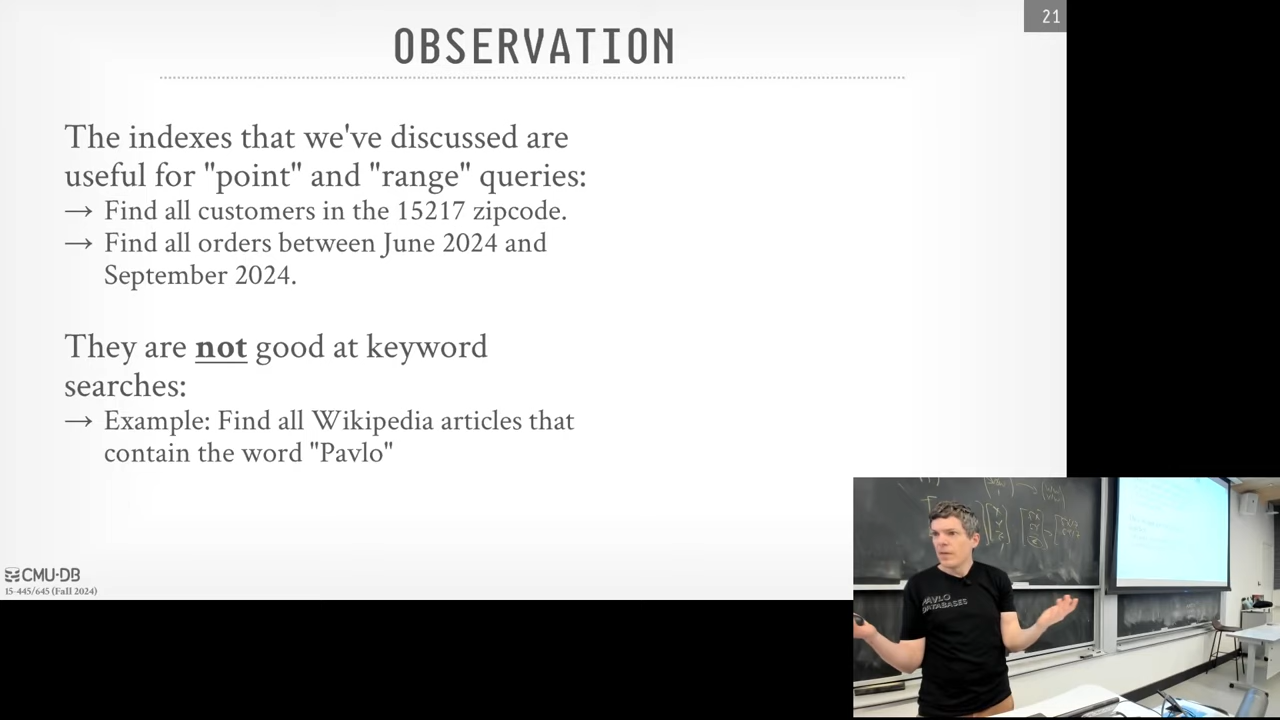 21
OBSERVATION
The indexes that we've discussed are
useful for "point" and "range" queries:
→ Find all customers in the 15217 zipcode.
→ Find all orders between June 2024 and
September 2024.
They are not good at keyword
searches:
→ Example: Find all Wikipedia articles that
contain the word "Pavlo"
CMU·DB
15-445/645 (Fall 2024)
PAVLO
DATABASES